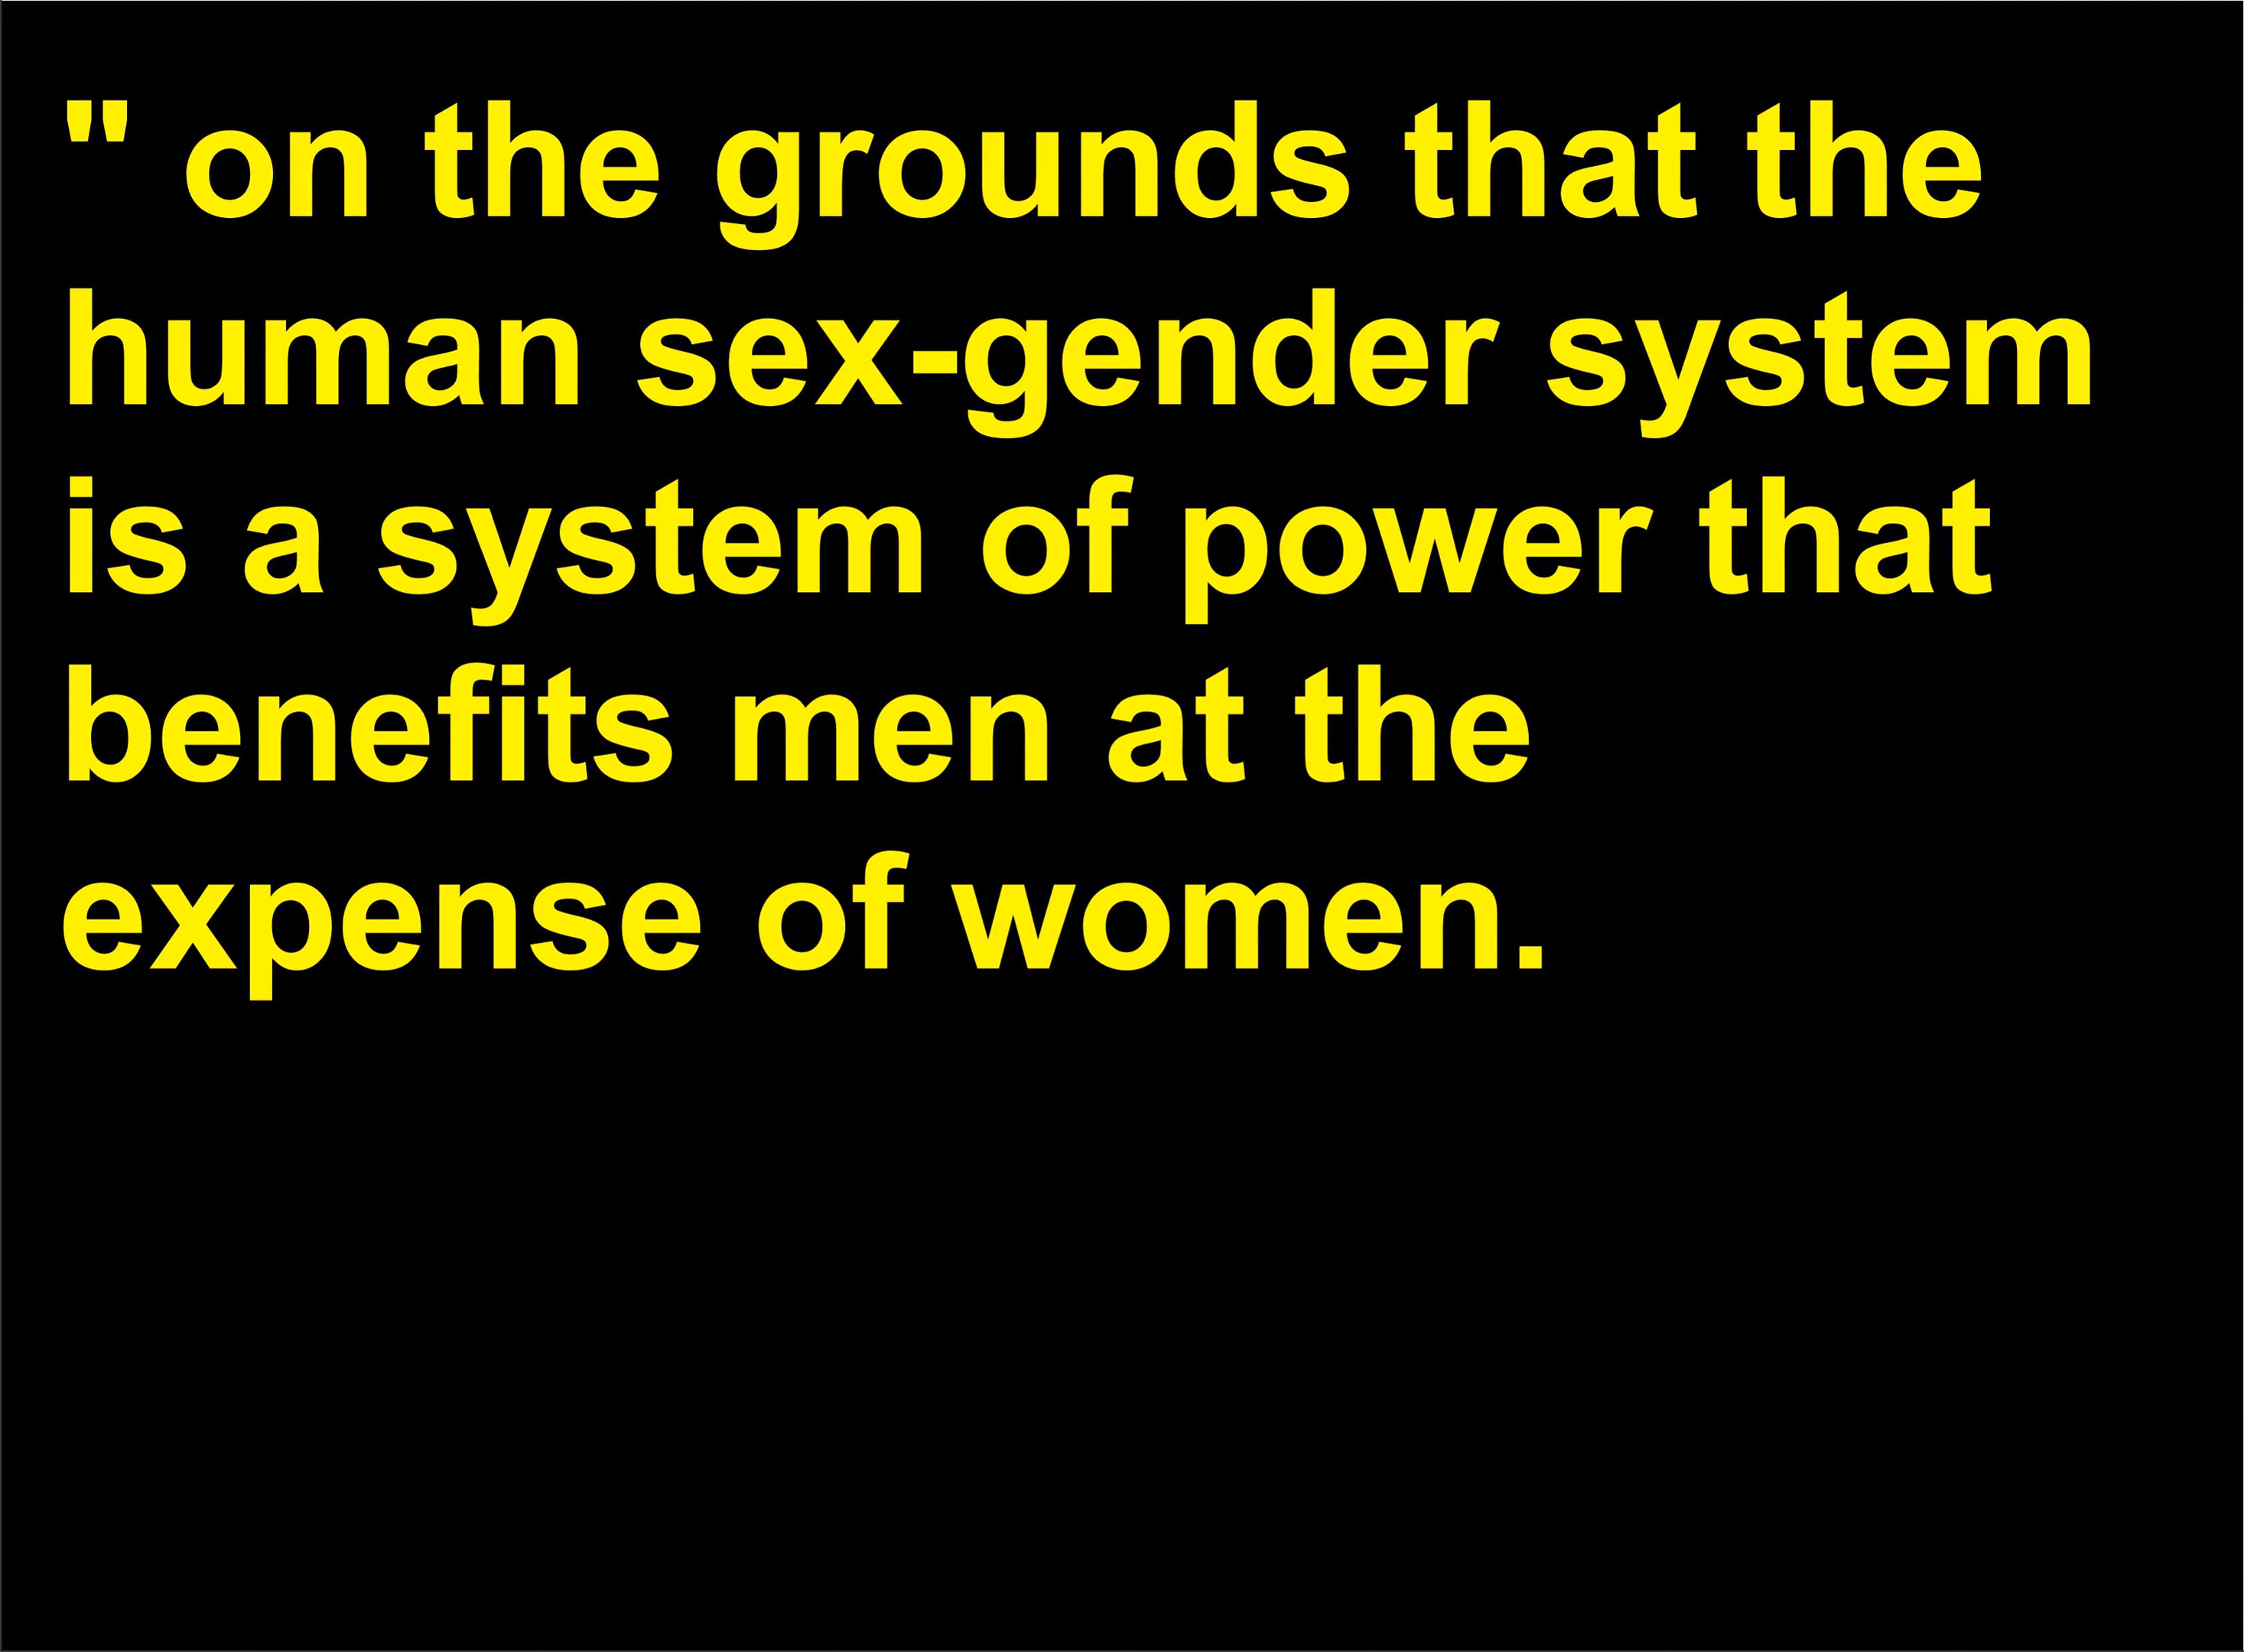 " on the grounds that the
human sex-gender system
is a system of power that
benefits men at the
expense of women.